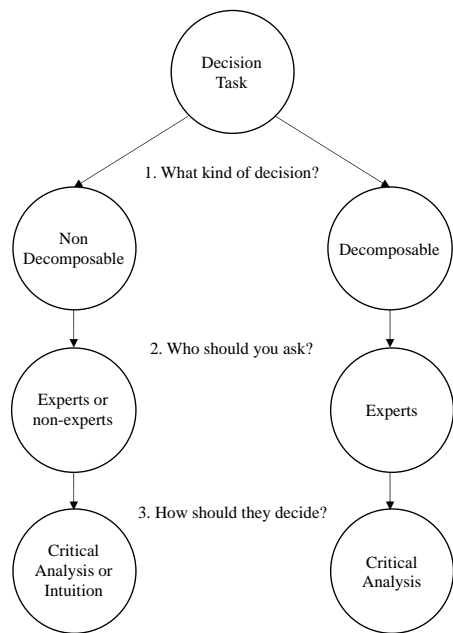 Decision
Task
1. What kind of decision?
Non
Decomposable
Decomposable
2. Who should you ask?
Experts or
non-experts
Experts
3. How should they decide?
Critical
Analysis or
Intuition
Critical
Analysis